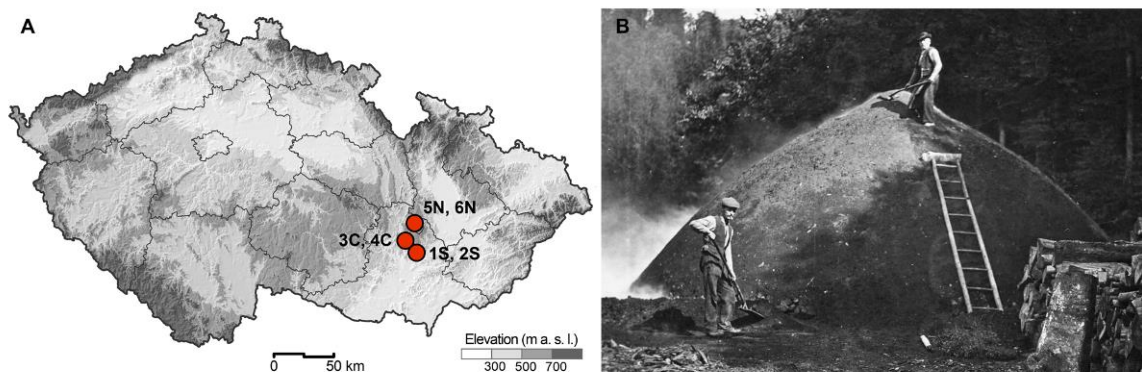 A
5N, 6N
3C, 4C
1S, 2S
0
50 km
Elevation (m a. s. l.)
300 500 700
B